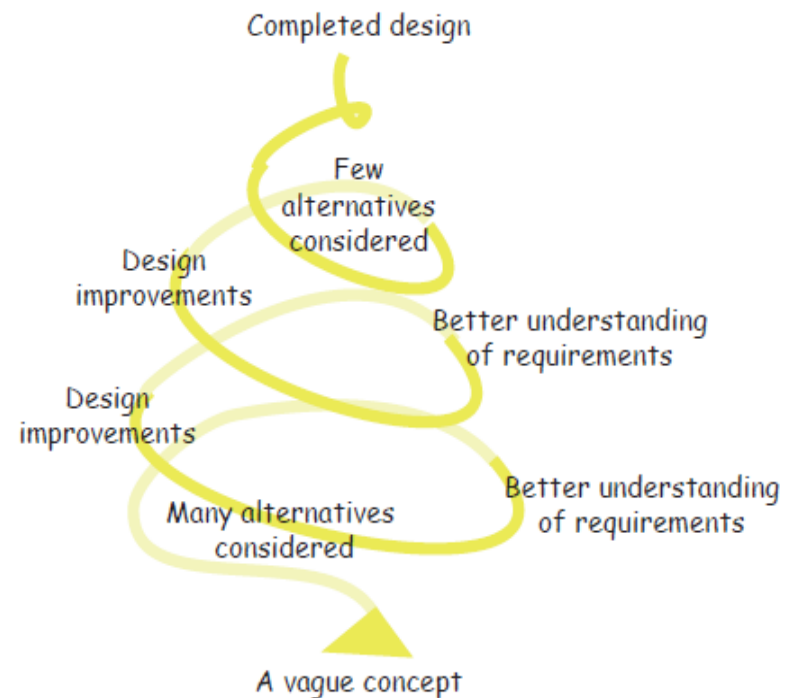 Completed design
Few
alternatives
considered
Design
improvements
Better understanding
of requirements
Design
improvements
Better understanding
of requirements
Many alternatives
considered
A vague concept